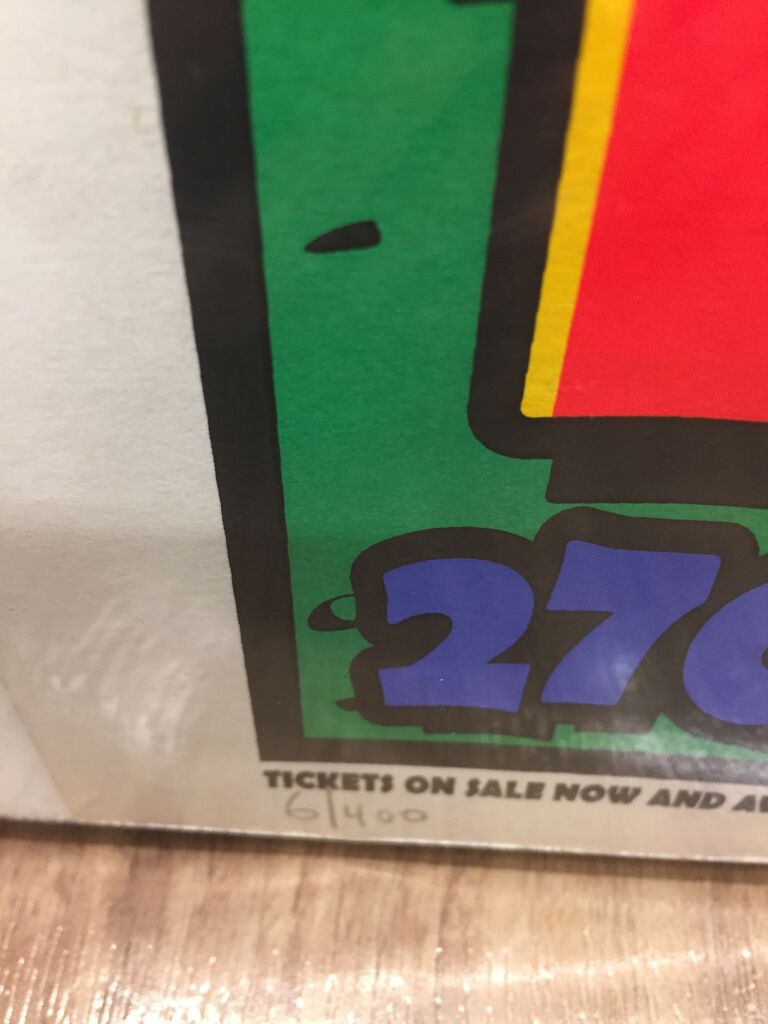 27
TICKETS ON SALE NOW AND
6/400